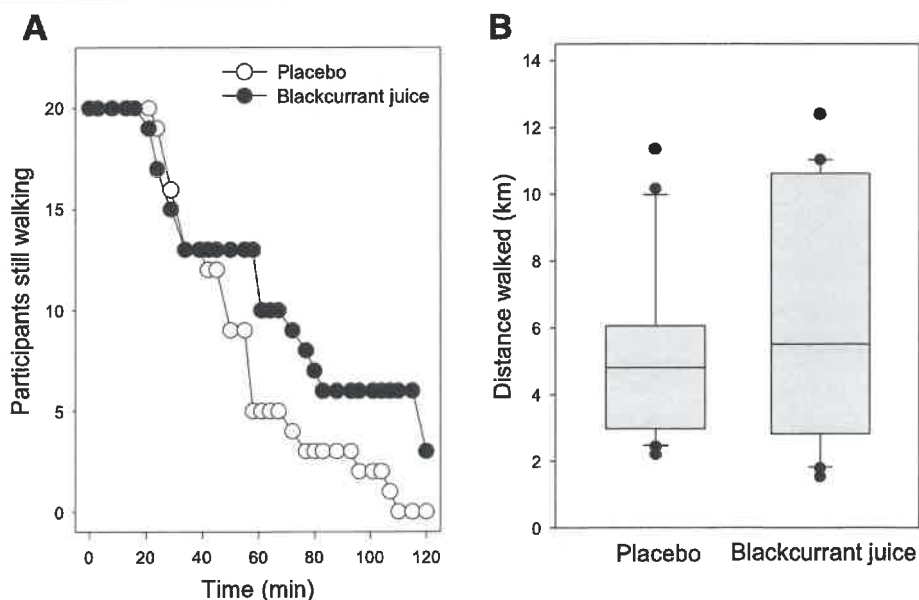 A
Placebo
Blackcurrant juice
Participants still walking
20
15
10
5
0
0 20 40 60 80 100 120
Time (min)
B
Distance walked (km)
14
12
10
8
6
4
2
0
Placebo Blackcurrant juice